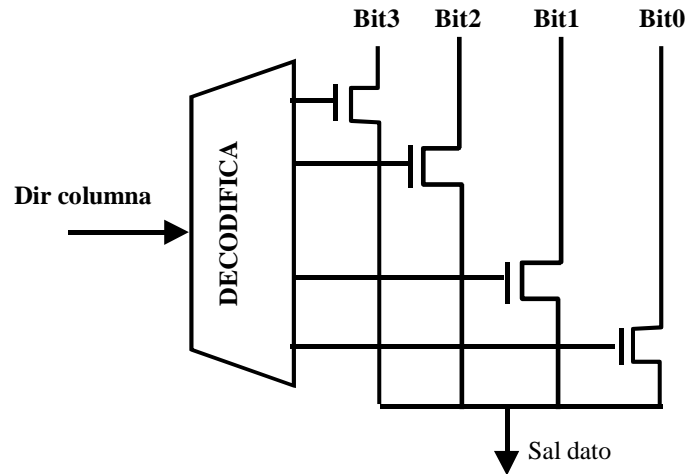 Bit3 Bit2 Bit1 Bit0
Dir columna
DECODIFICA
Sal dato